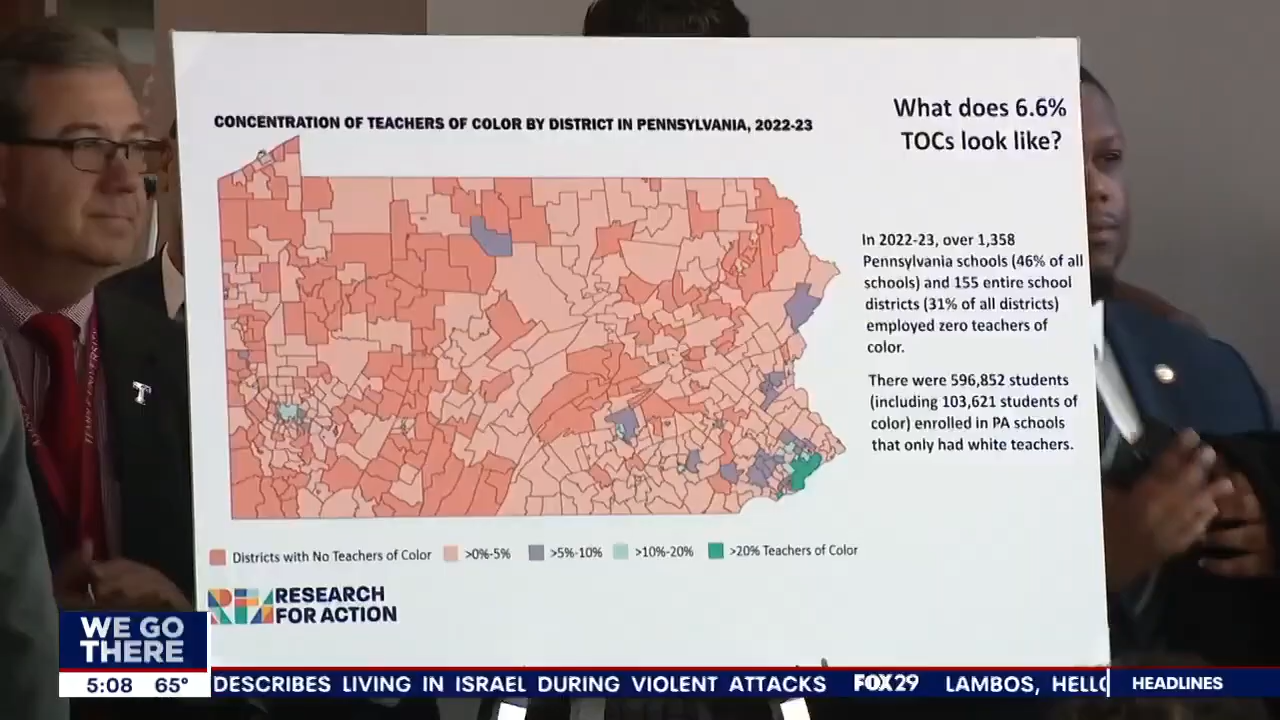 CONCENTRATION OF TEACHERS OF COLOR BY DISTRICT IN PENNSYLVANIA, 2022-23
What does 6.6%
TOCs look like?
In 2022-23, over 1,358
Pennsylvania schools (46% of all
schools) and 155 entire school
districts (31% of all districts)
employed zero teachers of
color.
There were 596,852 students
(including 103,621 students of
color) enrolled in PA schools
that only had white teachers.
Districts with No Teachers of Color >0%-5% >5%-10% >10%-20% >20% Teachers of Color
RFA RESEARCH
FOR ACTION
TEMPLE UNIVERSITY
T
WE GO
THERE
5:08 65°
DESCRIBES LIVING IN ISRAEL DURING VIOLENT ATTACKS FOX 29 LAMBOS, HELL
HEADLINES